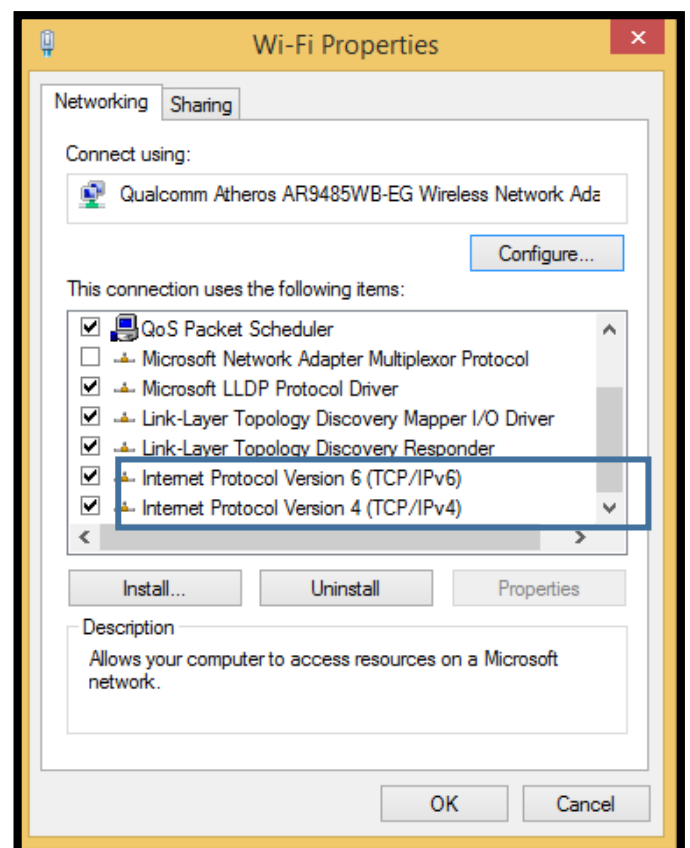 Wi-Fi Properties
Networking Sharing
Connect using:
Qualcomm Atheros AR9485WB-EG Wireless Network Ada
Configure...
This connection uses the following items:
QoS Packet Scheduler
Microsoft Network Adapter Multiplexor Protocol
Microsoft LLDP Protocol Driver
Link-Layer Topology Discovery Mapper I/O Driver
Link-Layer Topology Discovery Responder
Internet Protocol Version 6 (TCP/IPv6)
Internet Protocol Version 4 (TCP/IPv4)
Install... Uninstall Properties
Description
Allows your computer to access resources on a Microsoft
network.
OK Cancel